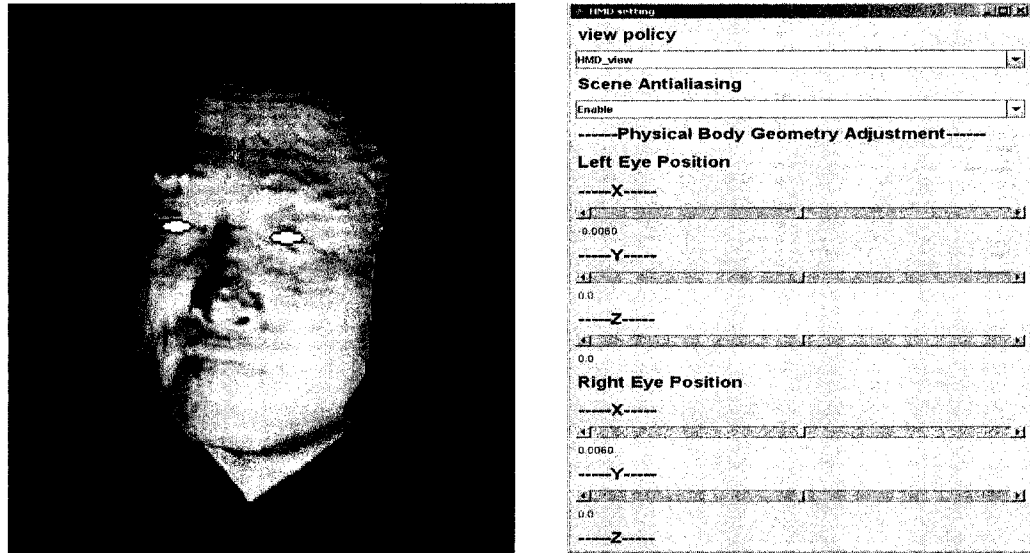 HMD setting
view policy
HMD_view
Scene Antialiasing
Enable
------Physical Body Geometry Adjustment------
Left Eye Position
-----X-----
-0.0060
-----Y-----
0.0
-----Z-----
0.0
Right Eye Position
-----X-----
0.0060
-----Y-----
0.0
-----Z-----